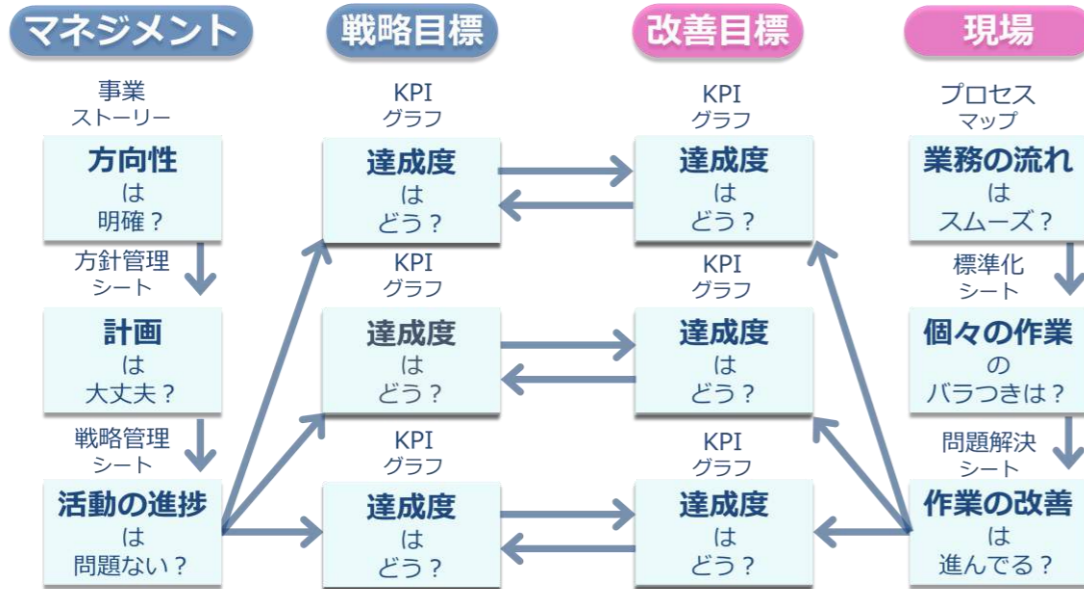 マネジメント
事業
ストーリー
方向性
は
明確？
方針管理
シート
計画
は
大丈夫？
戦略管理
シート
活動の進捗
は
問題ない？
戦略目標
KPI
グラフ
達成度
は
どう？
KPI
グラフ
達成度
は
どう？
KPI
グラフ
達成度
は
どう？
改善目標
KPI
グラフ
達成度
は
どう？
KPI
グラフ
達成度
は
どう？
KPI
グラフ
達成度
は
どう？
現場
プロセス
マップ
業務の流れ
は
スムーズ？
標準化
シート
個々の作業
の
バラつきは？
問題解決
シート
作業の改善
は
進んでる？